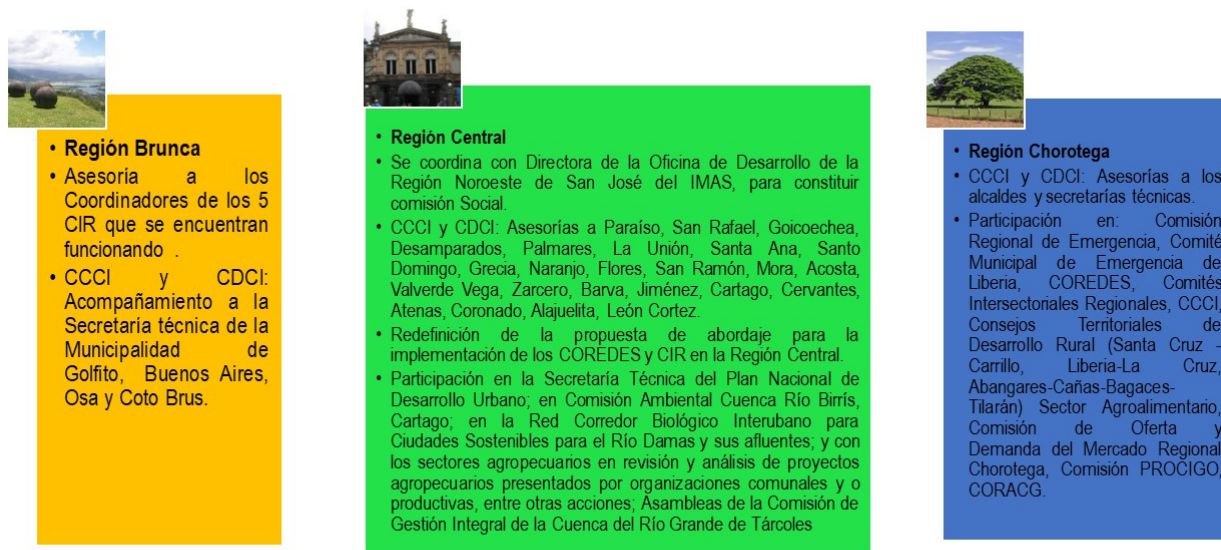 • Región Brunca
• Asesoría a los
Coordinadores de los 5
CIR que se encuentran
funcionando .
• CCCI y CDCI:
Acompañamiento a la
Secretaría técnica de la
Municipalidad de
Golfito, Buenos Aires,
Osa y Coto Brus.
• Región Central
• Se coordina con Directora de la Oficina de Desarrollo de la
Región Noroeste de San José del IMAS, para constituir
comisión Social.
• CCCI y CDCI: Asesorías a Paraíso, San Rafael, Goicoechea,
Desamparados, Palmares, La Unión, Santa Ana, Santo
Domingo, Grecia, Naranjo, Flores, San Ramón, Mora, Acosta,
Valverde Vega, Zarcero, Barva, Jiménez, Cartago, Cervantes,
Atenas, Coronado, Alajuelita, León Cortez.
• Redefinición de la propuesta de abordaje para la
implementación de los COREDES y CIR en la Región Central.
• Participación en la Secretaría Técnica del Plan Nacional de
Desarrollo Urbano; en Comisión Ambiental Cuenca Río Birrís,
Cartago; en la Red Corredor Biológico Interubano para
Ciudades Sostenibles para el Río Damas y sus afluentes; y con
los sectores agropecuarios en revisión y análisis de proyectos
agropecuarios presentados por organizaciones comunales y o
productivas, entre otras acciones; Asambleas de la Comisión de
Gestión Integral de la Cuenca del Río Grande de Tárcoles
• Región Chorotega
• CCCI y CDCI: Asesorías a los
alcaldes y secretarías técnicas.
• Participación en: Comisión
Regional de Emergencia, Comité
Municipal de Emergencia de
Liberia, COREDES, Comités
Intersectoriales Regionales, CCCI,
Consejos Territoriales de
Desarrollo Rural (Santa Cruz -
Carrillo, Liberia-La Cruz,
Abangares-Cañas-Bagaces-
Tilarán) Sector Agroalimentario,
Comisión de Oferta y
Demanda del Mercado Regional
Chorotega, Comisión PROCIGO,
CORACG.